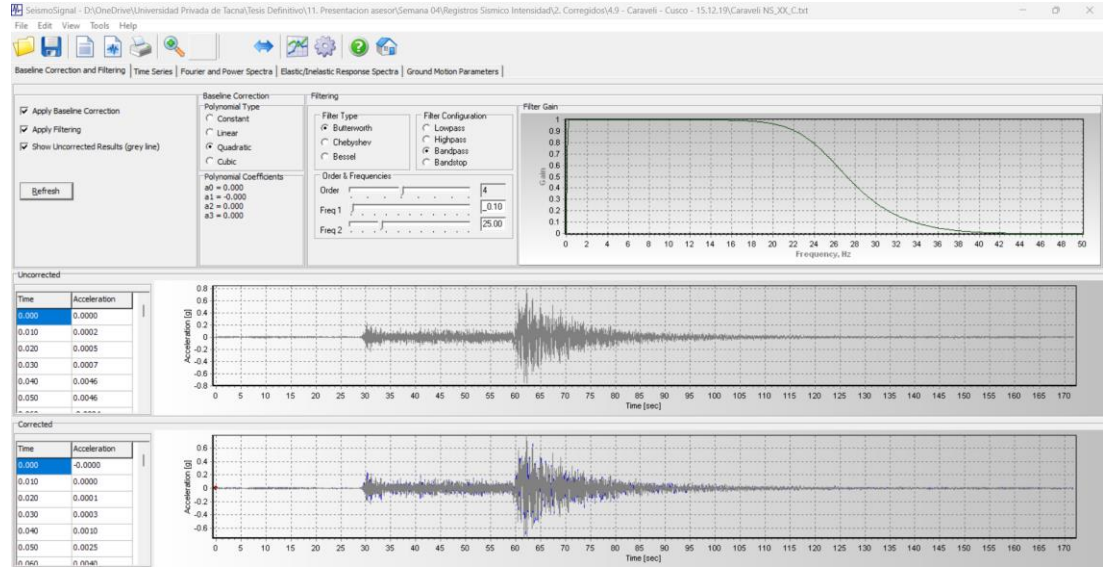 SeismoSignal - D:\OneDrive\Universidad Privada de Tacna\Tesis Definitivo\11. Presentacion asesor\Semana 04\Registros Sismico Intensidad\2. Corregidos\4.9 - Caraveli - Cusco - 15.12.19\Caraveli NS_XX_C.txt
File Edit View Tools Help
Baseline Correction and Filtering Time Series Fourier and Power Spectra Elastic/Inelastic Response Spectra Ground Motion Parameters
Apply Baseline Correction
Apply Filtering
Show Uncorrected Results (grey line)
Refresh
Baseline Correction
Polynomial Type
Constant
Linear
Quadratic
Cubic
Polynomial Coefficients
a0 = 0.000
a1 = -0.000
a2 = 0.000
a3 = 0.000
Filtering
Filter Type
Butterworth
Chebyshev
Bessel
Filter Configuration
Lowpass
Highpass
Bandpass
Bandstop
Order & Frequencies
Order 4
Freq 1 _0.10
Freq 2 25.00
Filter Gain
Gain
1
0.9
0.8
0.7
0.6
0.5
0.4
0.3
0.2
0.1
0
0 2 4 6 8 10 12 14 16 18 20 22 24 26 28 30 32 34 36 38 40 42 44 46 48 50
Frequency, Hz
Uncorrected
Time Acceleration
0.000 0.0000
0.010 0.0002
0.020 0.0005
0.030 0.0007
0.040 0.0046
0.050 0.0046
Acceleration [g]
0.8
0.6
0.4
0.2
0
-0.2
-0.4
-0.6
-0.8
0 5 10 15 20 25 30 35 40 45 50 55 60 65 70 75 80 85 90 95 100 105 110 115 120 125 130 135 140 145 150 155 160 165 170
Time [sec]
Corrected
Time Acceleration
0.000 -0.0000
0.010 0.0000
0.020 0.0001
0.030 0.0003
0.040 0.0010
0.050 0.0025
0.060 0.0040
Acceleration [g]
0.6
0.4
0.2
0
-0.2
-0.4
-0.6
0 5 10 15 20 25 30 35 40 45 50 55 60 65 70 75 80 85 90 95 100 105 110 115 120 125 130 135 140 145 150 155 160 165 170
Time [sec]